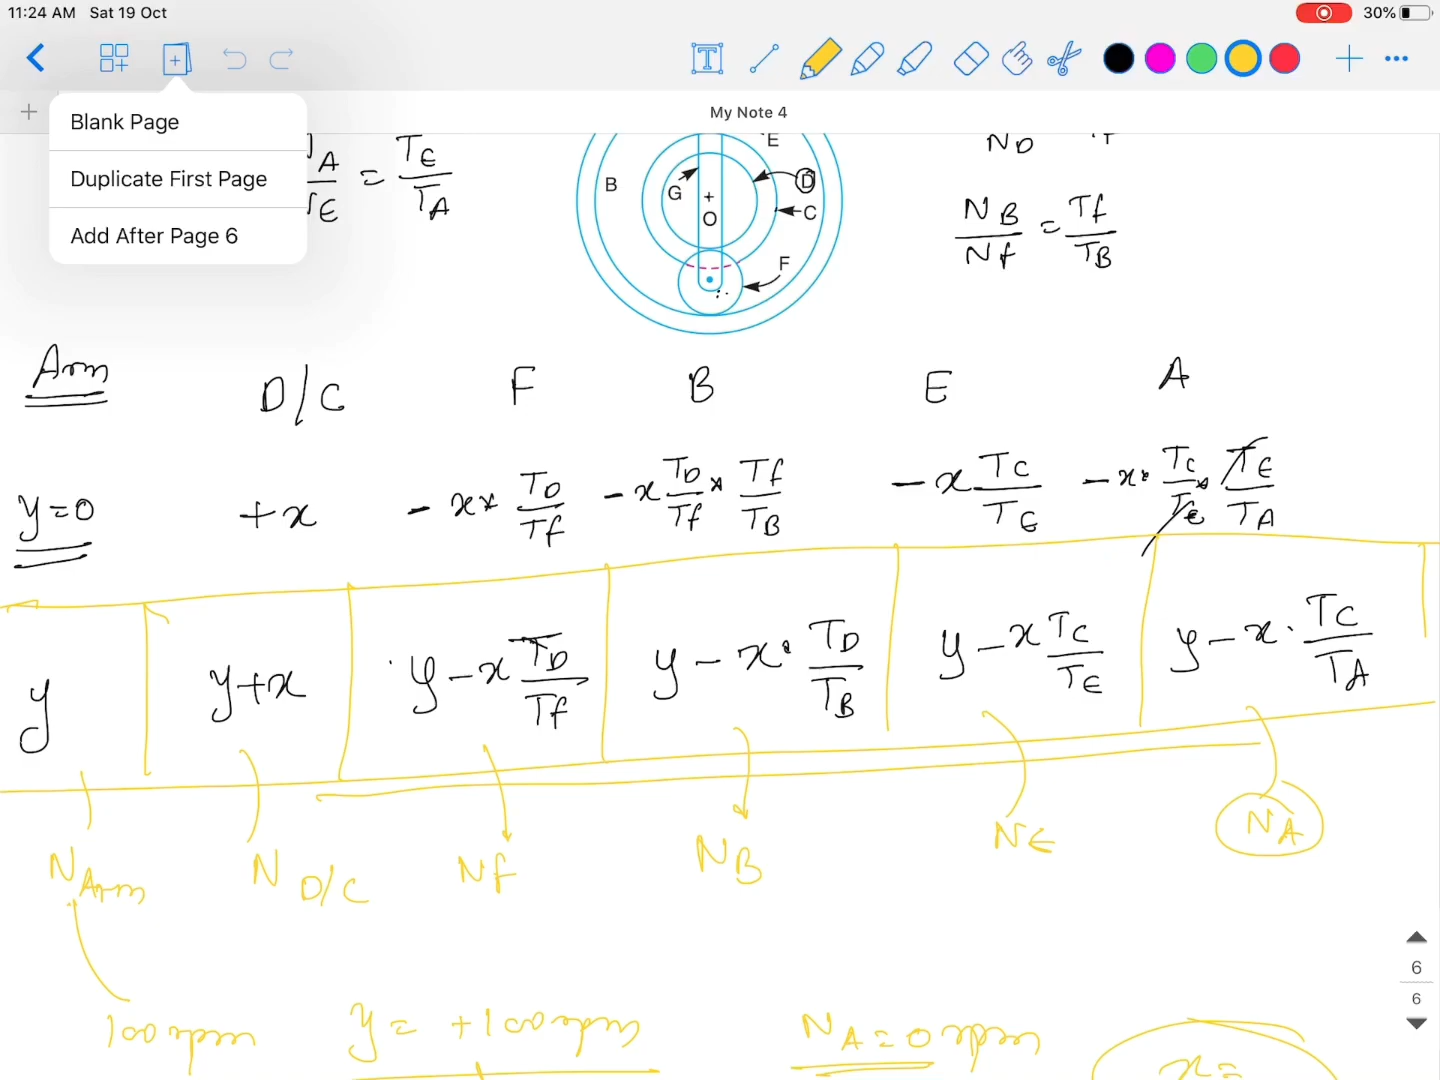 11:24 AM Sat 19 Oct 30%
My Note 4
Blank Page
Duplicate First Page
Add After Page 6
A/E = TE/TA
B G + O E D C F
ND
NB/Nf = Tf/TB
Arm D/C F B E A
y=0 +x - x* TD/Tf - x TD/Tf * Tf/TB - x TC/TE - x* TC/TE * TE/TA
y y+x y - x TD/Tf y - x· TD/TB y - x TC/TE y - x· TC/TA
NArm N D/C Nf NB NE NA
100 rpm y = +100 rpm NA = 0 rpm x =
6
6